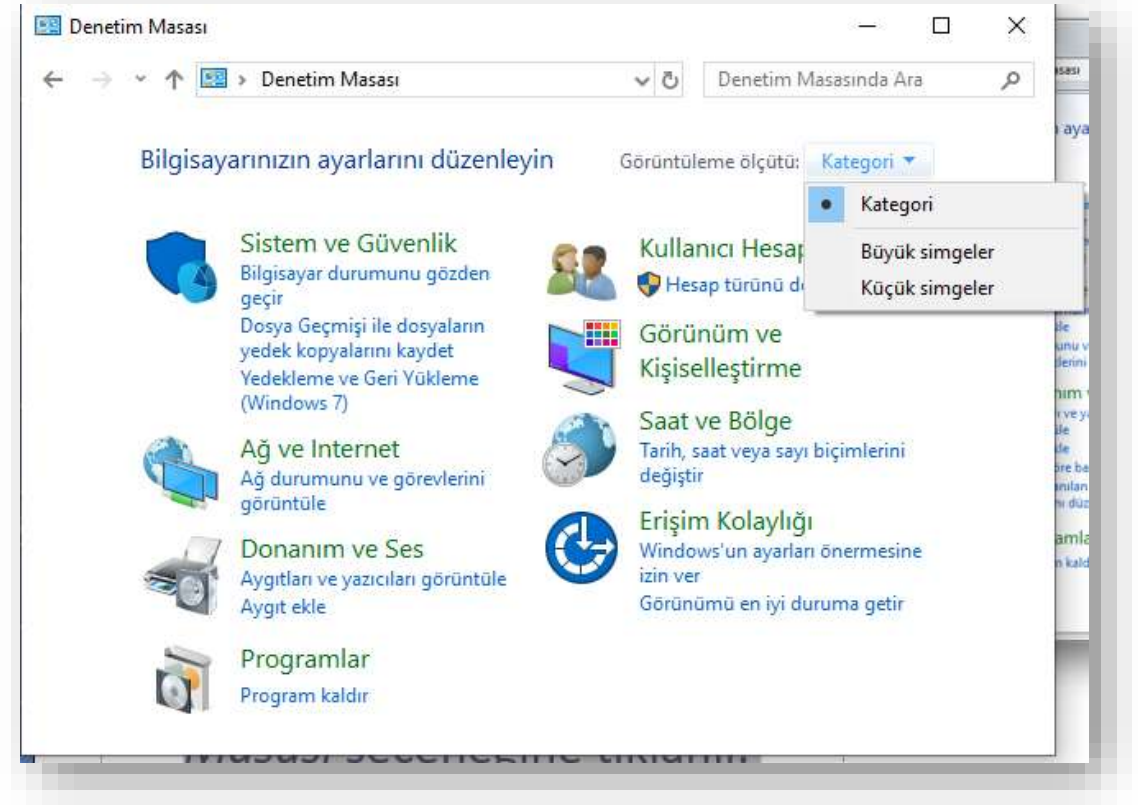 Denetim Masası
Denetim Masası
Denetim Masasında Ara
Bilgisayarınızın ayarlarını düzenleyin
Görüntüleme ölçütü: Kategori
Kategori
Büyük simgeler
Küçük simgeler
Sistem ve Güvenlik
Bilgisayar durumunu gözden
geçir
Dosya Geçmişi ile dosyaların
yedek kopyalarını kaydet
Yedekleme ve Geri Yükleme
(Windows 7)
Ağ ve Internet
Ağ durumunu ve görevlerini
görüntüle
Donanım ve Ses
Aygıtları ve yazıcıları görüntüle
Aygıt ekle
Programlar
Program kaldır
Kullanıcı Hesap
Hesap türünü d
Görünüm ve
Kişiselleştirme
Saat ve Bölge
Tarih, saat veya sayı biçimlerini
değiştir
Erişim Kolaylığı
Windows'un ayarları önermesine
izin ver
Görünümü en iyi duruma getir